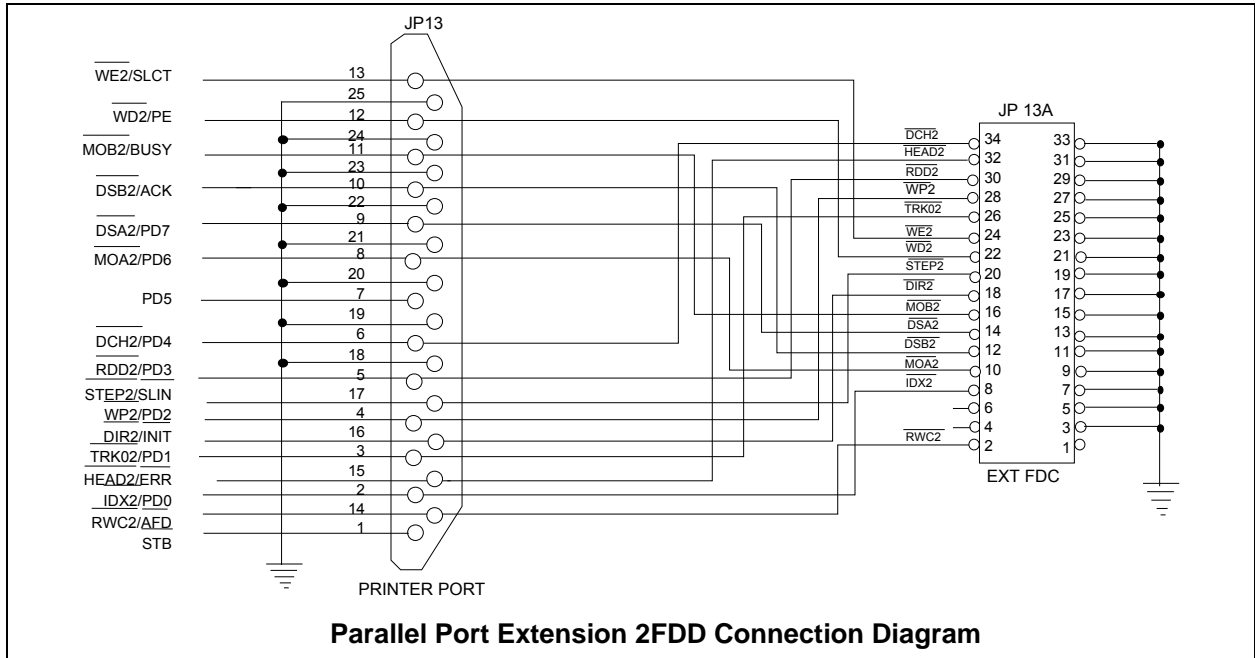 JP13
WE2/SLCT 13
25
WD2/PE 12
24
MOB2/BUSY 11
23
DSB2/ACK 10
22
DSA2/PD7 9
21
MOA2/PD6 8
20
PD5 7
19
DCH2/PD4 6
18
RDD2/PD3 5
STEP2/SLIN 17
WP2/PD2 4
DIR2/INIT 16
TRK02/PD1 3
HEAD2/ERR 15
IDX2/PD0 2
RWC2/AFD 14
STB 1
PRINTER PORT
JP 13A
DCH2 34 33
HEAD2 32 31
RDD2 30 29
WP2 28 27
TRK02 26 25
WE2 24 23
WD2 22 21
STEP2 20 19
DIR2 18 17
MOB2 16 15
DSA2 14 13
DSB2 12 11
MOA2 10 9
IDX2 8 7
6 5
4 3
RWC2 2 1
EXT FDC
Parallel Port Extension 2FDD Connection Diagram